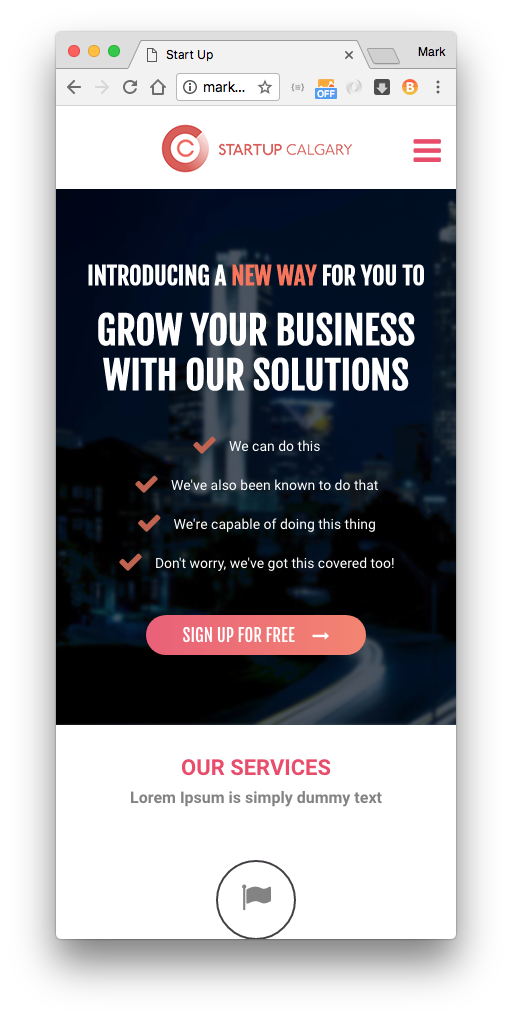 Start Up
Mark
mark...
OFF
STARTUP CALGARY
INTRODUCING A NEW WAY FOR YOU TO
GROW YOUR BUSINESS
WITH OUR SOLUTIONS
We can do this
We've also been known to do that
We're capable of doing this thing
Don't worry, we've got this covered too!
SIGN UP FOR FREE
OUR SERVICES
Lorem Ipsum is simply dummy text